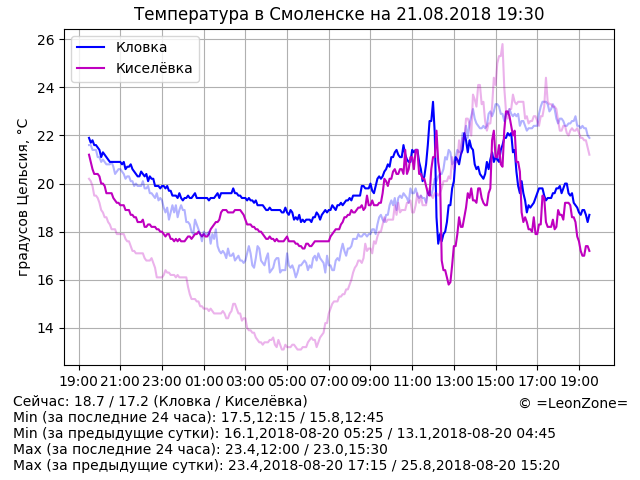 Температура в Смоленске на 21.08.2018 19:30
26
24
22
20
18
16
14
градусов Цельсия, °C
Кловка
Киселёвка
19:00 21:00 23:00 01:00 03:00 05:00 07:00 09:00 11:00 13:00 15:00 17:00 19:00
Сейчас: 18.7 / 17.2 (Кловка / Киселёвка)
© =LeonZone=
Min (за последние 24 часа): 17.5,12:15 / 15.8,12:45
Min (за предыдущие сутки): 16.1,2018-08-20 05:25 / 13.1,2018-08-20 04:45
Max (за последние 24 часа): 23.4,12:00 / 23.0,15:30
Max (за предыдущие сутки): 23.4,2018-08-20 17:15 / 25.8,2018-08-20 15:20